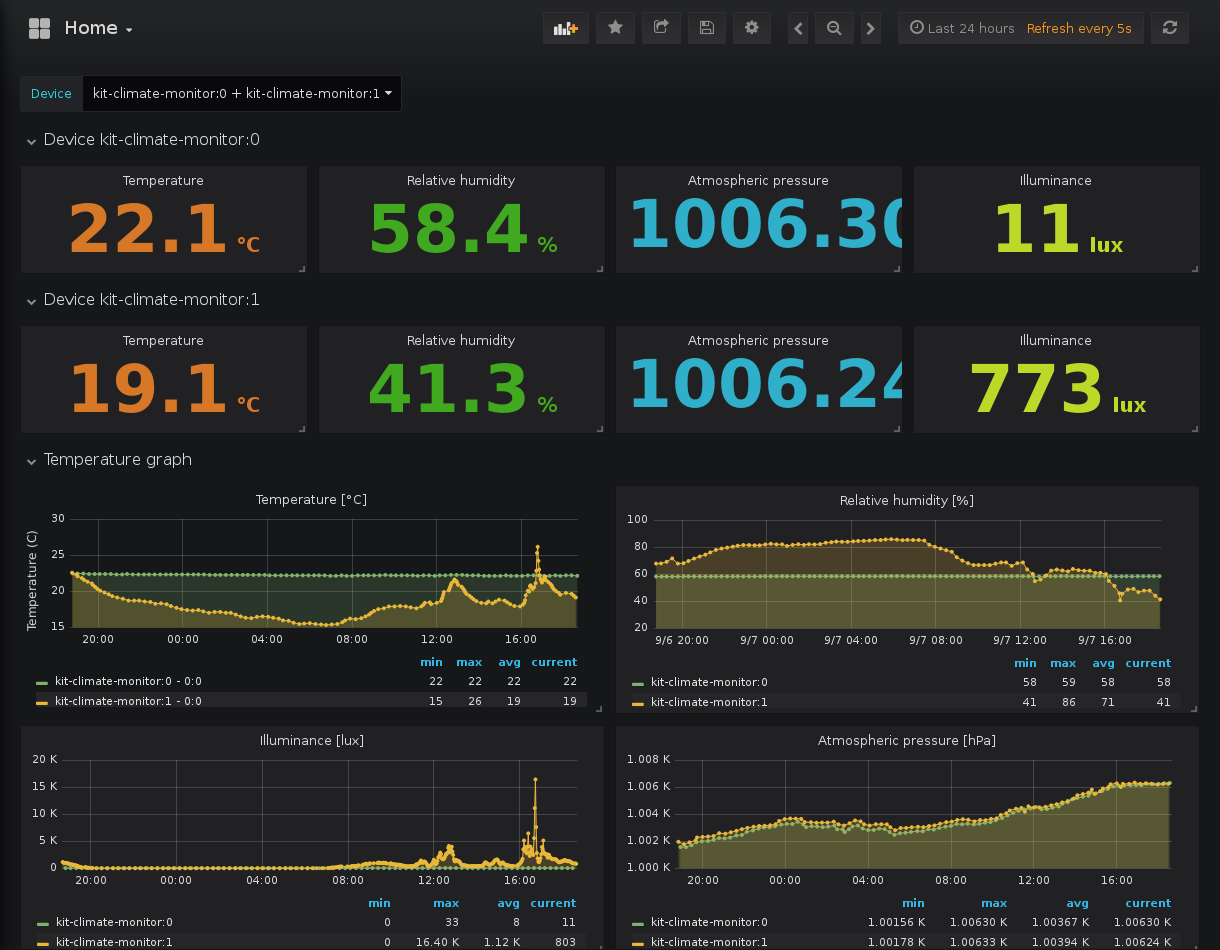 Home
Last 24 hours Refresh every 5s
Device kit-climate-monitor:0 + kit-climate-monitor:1
Device kit-climate-monitor:0
Temperature Relative humidity Atmospheric pressure Illuminance
22.1 °C 58.4 % 1006.30 11 lux
Device kit-climate-monitor:1
Temperature Relative humidity Atmospheric pressure Illuminance
19.1 °C 41.3 % 1006.24 773 lux
Temperature graph
Temperature [°C]
Temperature (C)
30
25
20
15
20:00 00:00 04:00 08:00 12:00 16:00
min max avg current
kit-climate-monitor:0 - 0:0 22 22 22 22
kit-climate-monitor:1 - 0:0 15 26 19 19
Relative humidity [%]
100
80
60
40
20
9/6 20:00 9/7 00:00 9/7 04:00 9/7 08:00 9/7 12:00 9/7 16:00
min max avg current
kit-climate-monitor:0 58 59 58 58
kit-climate-monitor:1 41 86 71 41
Illuminance [lux]
20 K
15 K
10 K
5 K
0
20:00 00:00 04:00 08:00 12:00 16:00
min max avg current
kit-climate-monitor:0 0 33 8 11
kit-climate-monitor:1 0 16.40 K 1.12 K 803
Atmospheric pressure [hPa]
1.008 K
1.006 K
1.004 K
1.002 K
1.000 K
20:00 00:00 04:00 08:00 12:00 16:00
min max avg current
kit-climate-monitor:0 1.00156 K 1.00630 K 1.00367 K 1.00630 K
kit-climate-monitor:1 1.00178 K 1.00633 K 1.00394 K 1.00624 K